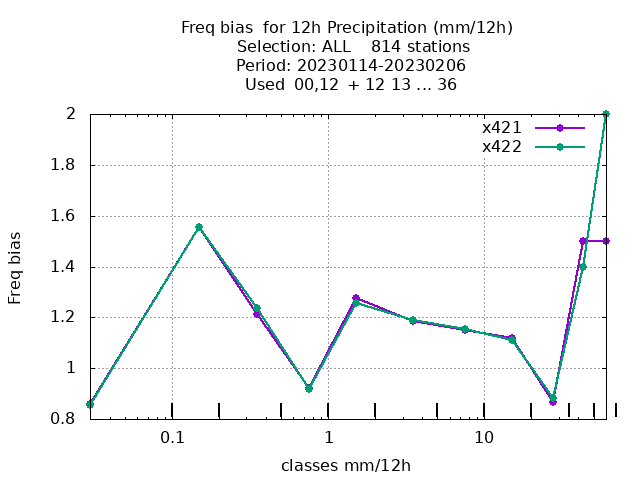 Freq bias  for 12h Precipitation (mm/12h)
Selection: ALL    814 stations
Period: 20230114-20230206
Used  00,12  + 12 13 ... 36
x421
x422
2
1.8
1.6
1.4
1.2
1
0.8
Freq bias
0.1 1 10
classes mm/12h